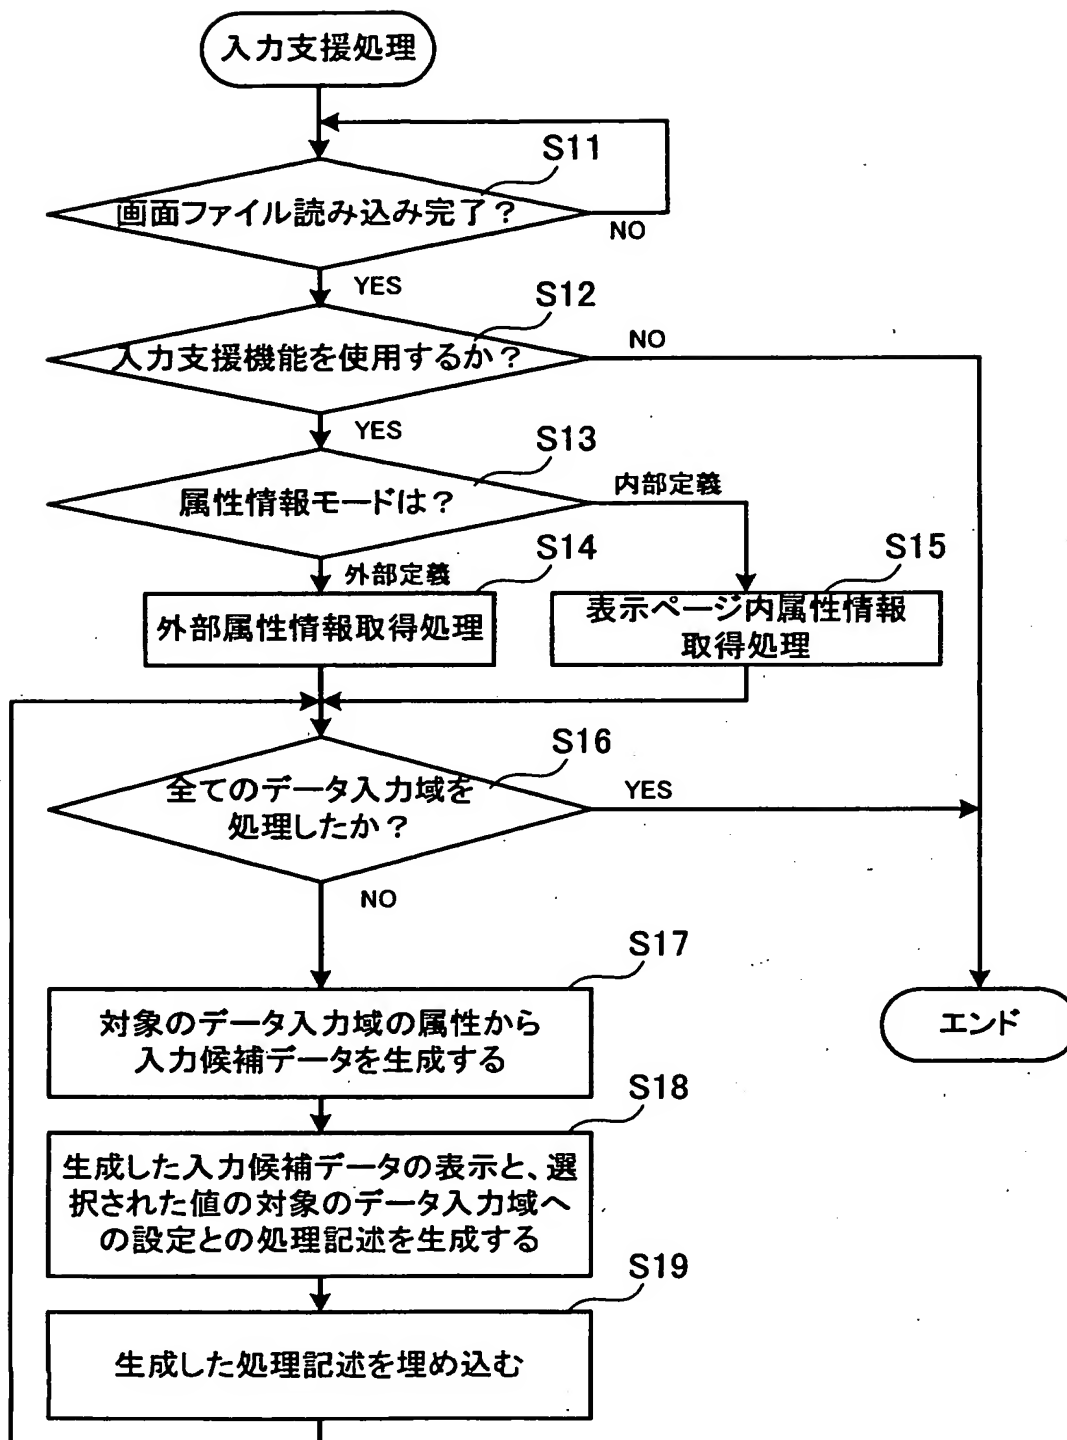 入力支援処理
S11
画面ファイル読み込み完了？
NO
YES
S12
入力支援機能を使用するか？
NO
YES
S13
属性情報モードは？
内部定義
外部定義
S14
外部属性情報取得処理
S15
表示ページ内属性情報
取得処理
S16
全てのデータ入力域を
処理したか？
YES
NO
S17
対象のデータ入力域の属性から
入力候補データを生成する
エンド
S18
生成した入力候補データの表示と、選
択された値の対象のデータ入力域へ
の設定との処理記述を生成する
S19
生成した処理記述を埋め込む